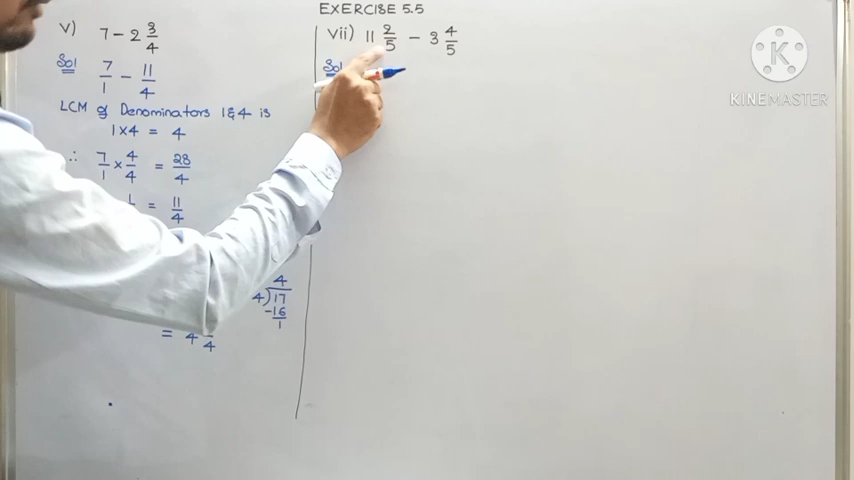 EXERCISE 5.5
V) 7 - 2 3/4
Sol 7/1 - 11/4
LCM of Denominators 1 & 4 is
1 x 4 = 4
∴ 7/1 x 4/4 = 28/4
= 11/4
4
4) 17
-16
1
= 4 /4
Vii) 11 2/5 - 3 4/5
Sol
K
KINEMASTER